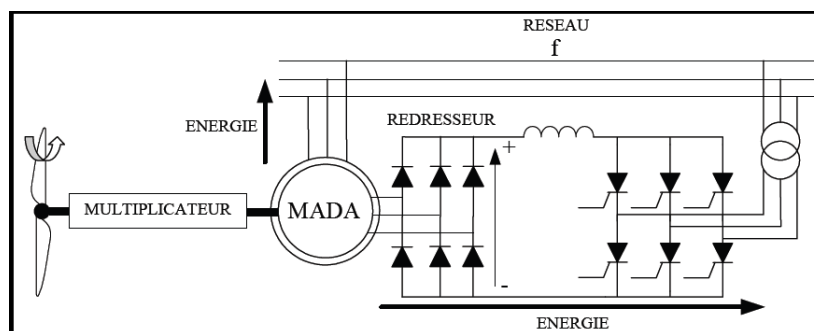 RESEAU
f
ENERGIE
REDRESSEUR
+
MULTIPLICATEUR
MADA
-
ENERGIE